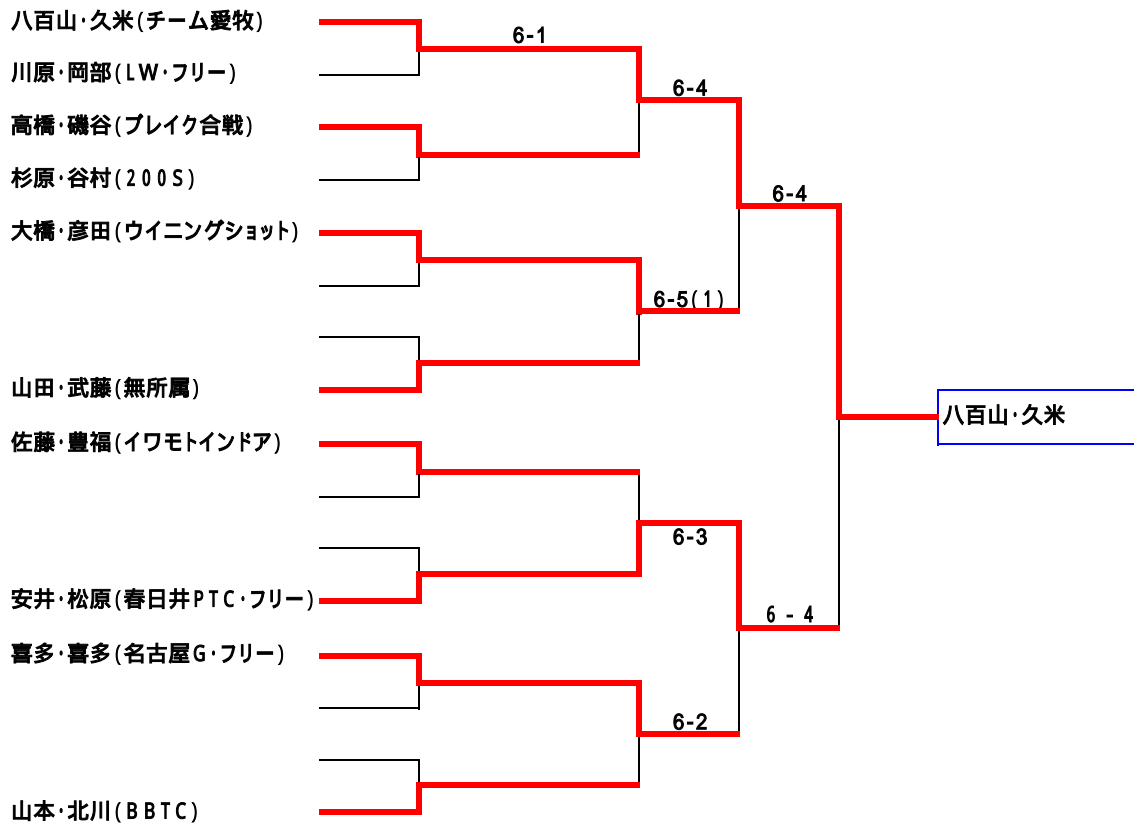 八百山・久米(チーム愛牧)
6-1
川原・岡部(LW・フリー)
6-4
高橋・磯谷(ブレイク合戦)
杉原・谷村(200S)
6-4
大橋・彦田(ウイニングショット)
6-5(1)
山田・武藤(無所属)
八百山・久米
佐藤・豊福(イワモトインドア)
6-3
安井・松原(春日井PTC・フリー)
6 - 4
喜多・喜多(名古屋G・フリー)
6-2
山本・北川(BBTC)